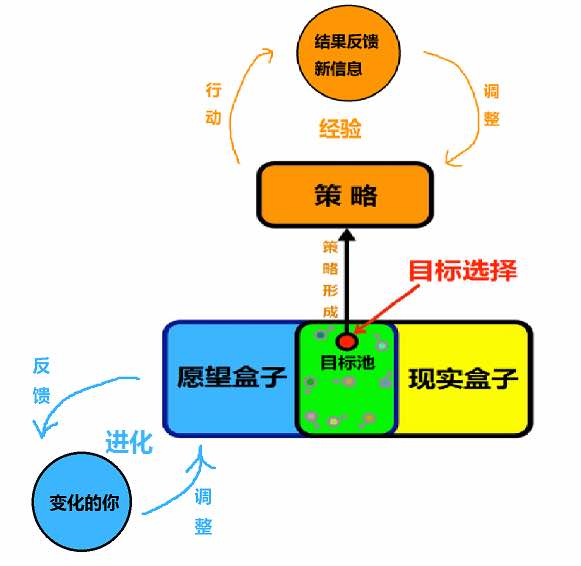 结果反馈
新信息
行动
调整
经验
策略
策略形成
目标选择
愿望盒子
目标池
现实盒子
反馈
进化
变化的你
调整